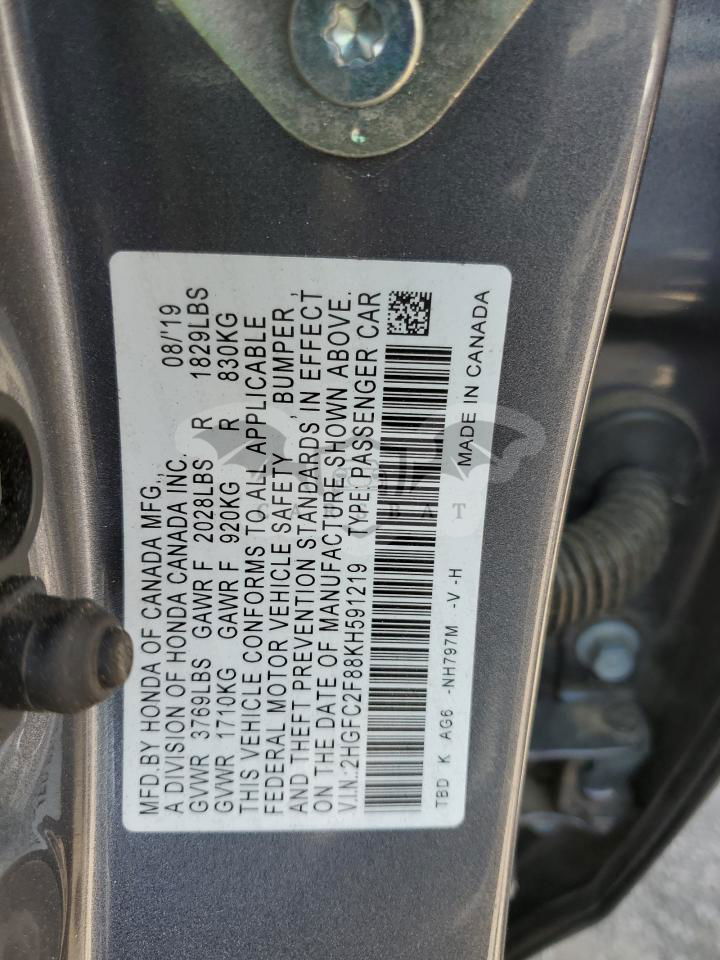 MFD.BY HONDA OF CANADA MFG.,
A DIVISION OF HONDA CANADA INC. 08/'19
GVWR 3769LBS GAWR F 2028LBS R 1829LBS
GVWR 1710KG GAWR F 920KG R 830KG
THIS VEHICLE CONFORMS TO ALL APPLICABLE
FEDERAL MOTOR VEHICLE SAFETY, BUMPER,
AND THEFT PREVENTION STANDARDS, IN EFFECT
ON THE DATE OF MANUFACTURE SHOWN ABOVE.
V.I.N.:2HGFC2F88KH591219 TYPE:PASSENGER CAR
TBD K AG6 -NH797M -V -H
MADE IN CANADA
CARSBAT